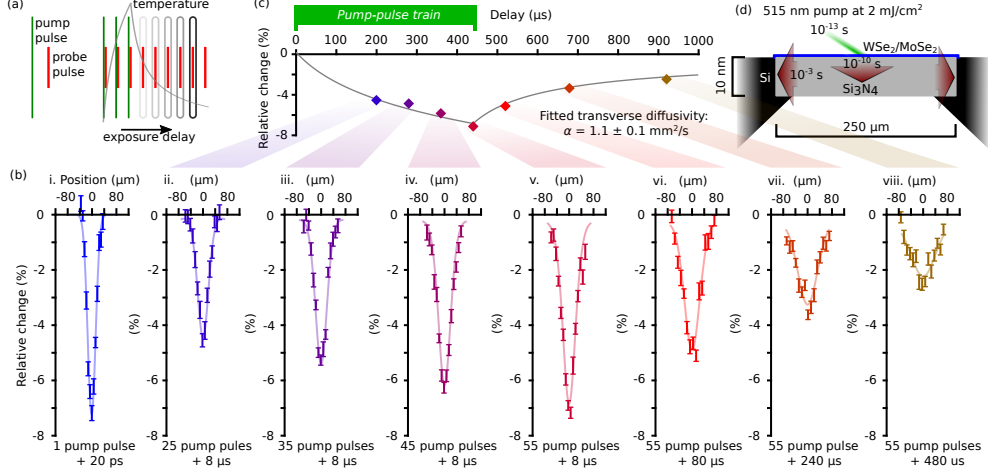 (a)
temperature
pump
pulse
probe
pulse
exposure delay
(c)
Pump-pulse train
Delay (µs)
0 200 400 600 800 1000
Relative change (%)
0
-4
-8
Fitted transverse diffusivity:
α = 1.1 ± 0.1 mm²/s
(d)
515 nm pump at 2 mJ/cm²
10⁻¹³ s
WSe₂/MoSe₂
Si
10⁻³ s
10⁻¹⁰ s
Si₃N₄
10 nm
250 µm
(b)
i. Position (µm)
-80 0 80
Relative change (%)
0
-2
-4
-6
-8
1 pump pulses
+ 20 ps
ii. (µm)
-80 0 80
(%)
0
-2
-4
-6
-8
25 pump pulses
+ 8 µs
iii. (µm)
-80 0 80
(%)
0
-2
-4
-6
-8
35 pump pulses
+ 8 µs
iv. (µm)
-80 0 80
(%)
0
-2
-4
-6
-8
45 pump pulses
+ 8 µs
v. (µm)
-80 0 80
(%)
0
-2
-4
-6
-8
55 pump pulses
+ 8 µs
vi. (µm)
-80 0 80
(%)
0
-2
-4
-6
-8
55 pump pulses
+ 80 µs
vii. (µm)
-80 0 80
(%)
0
-2
-4
-6
-8
55 pump pulses
+ 240 µs
viii. (µm)
-80 0 80
(%)
0
-2
-4
-6
-8
55 pump pulses
+ 480 us